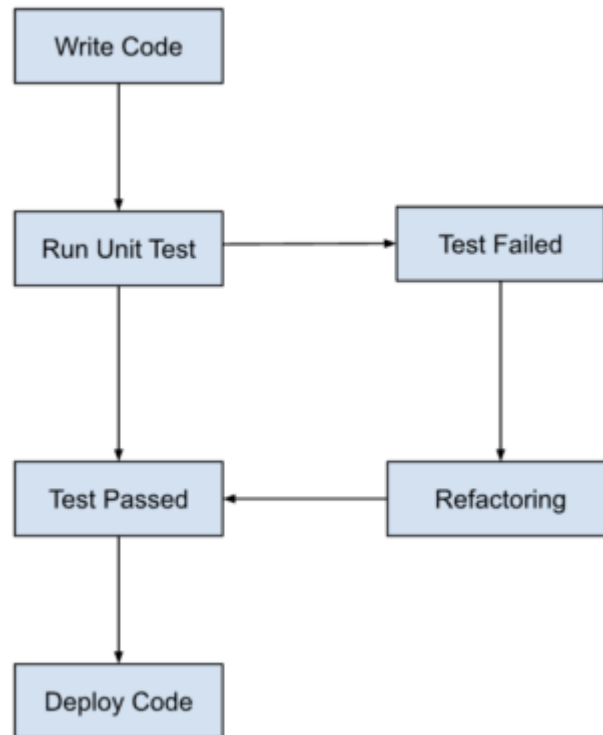 Write Code
Run Unit Test
Test Failed
Test Passed
Refactoring
Deploy Code